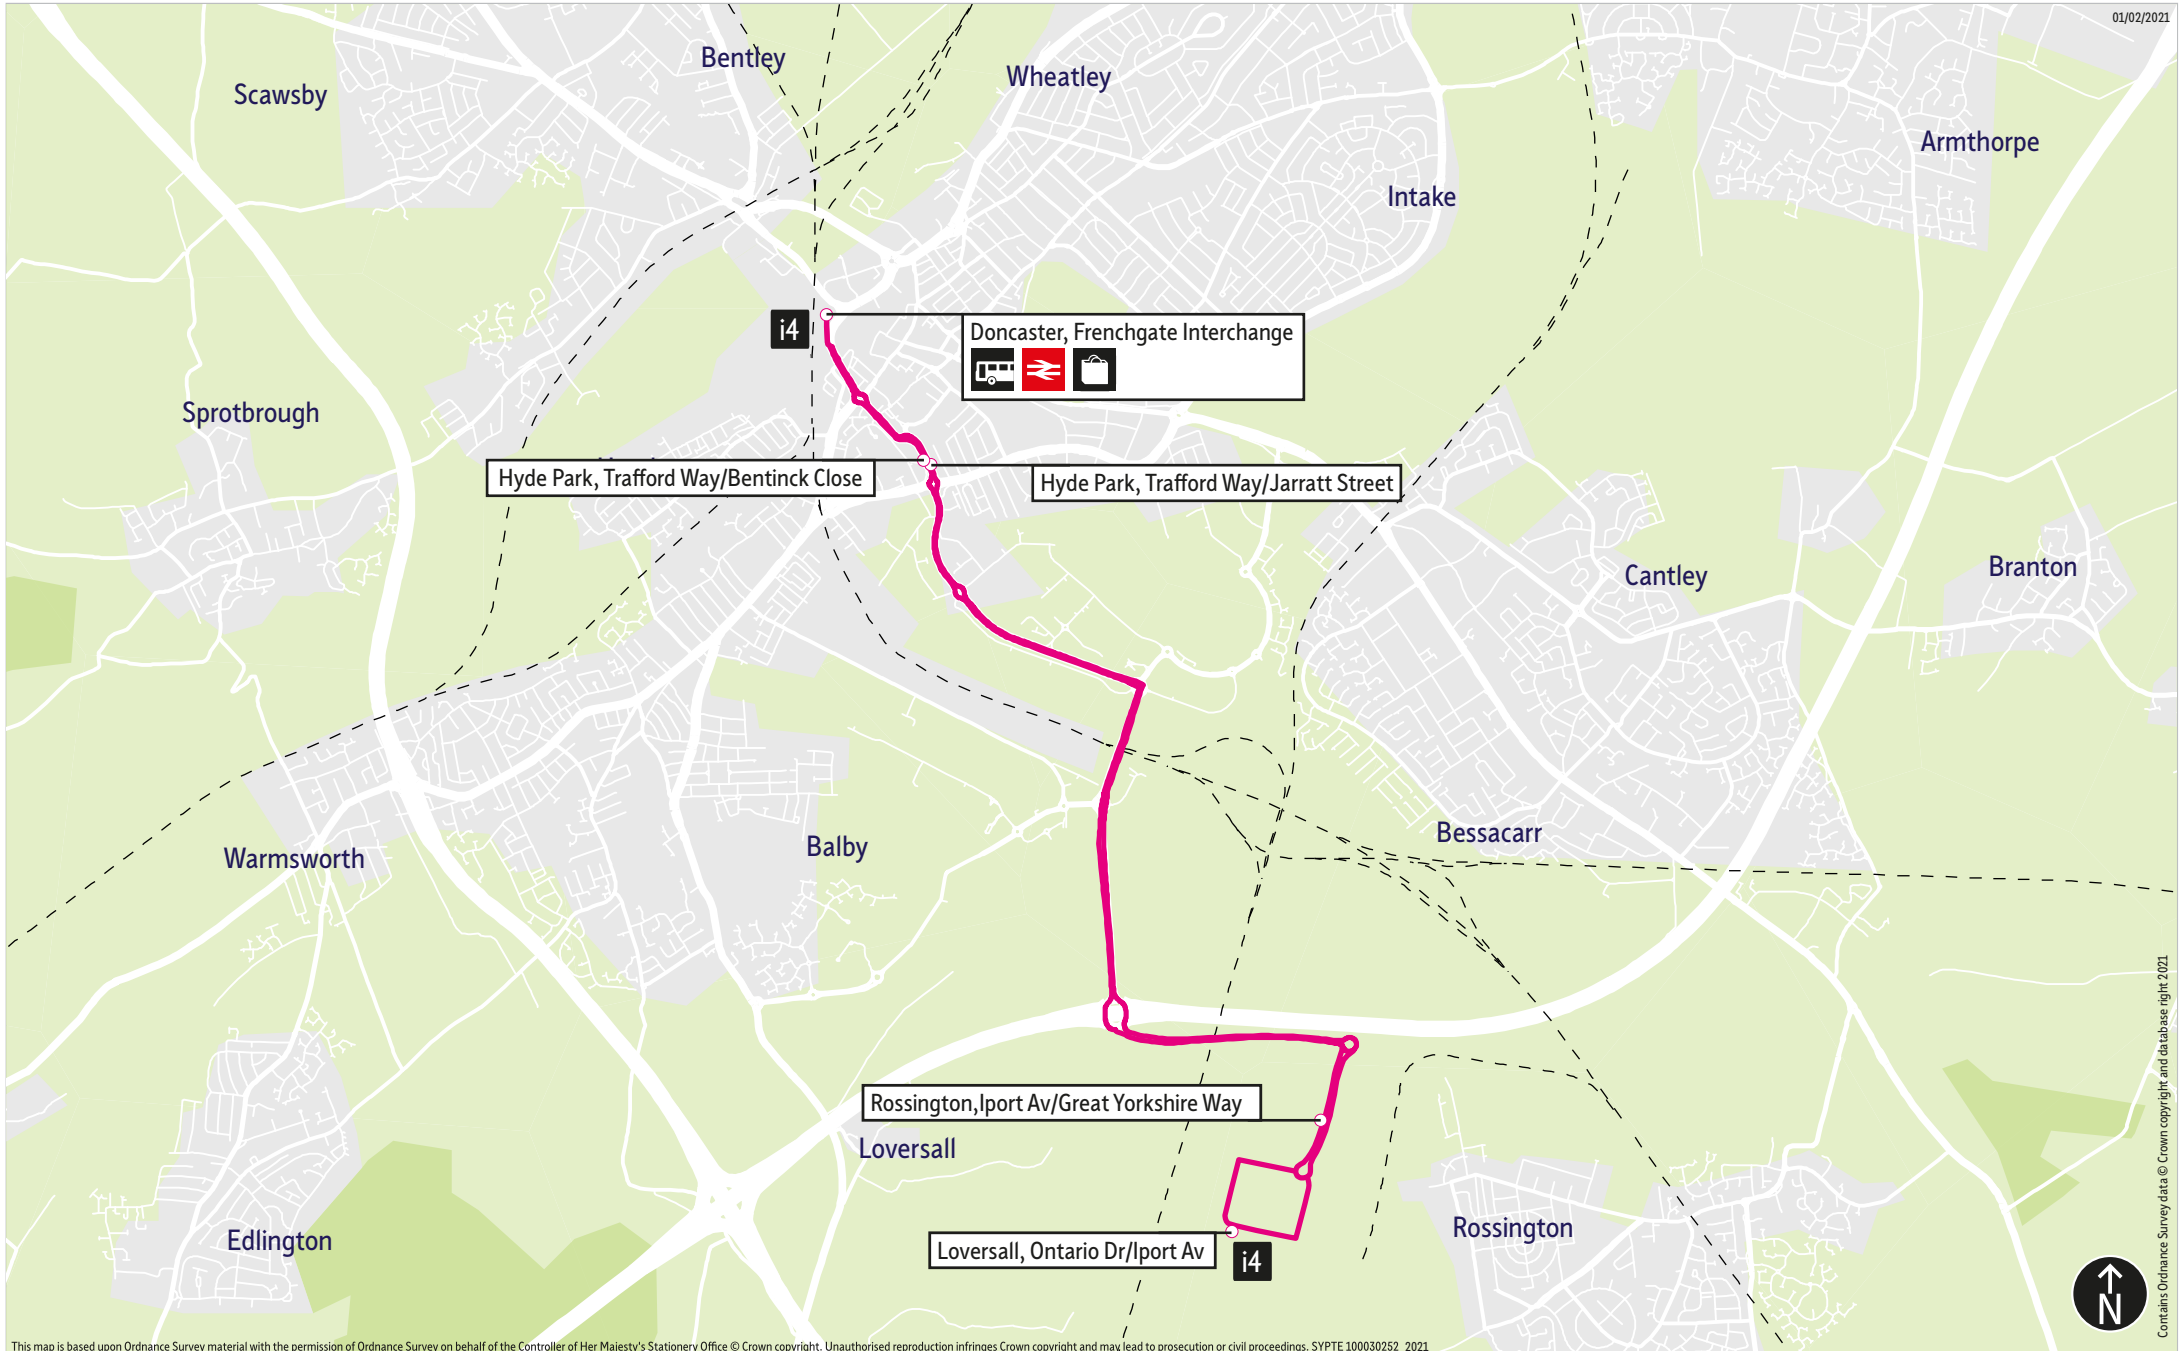 01/02/2021
Bentley
Wheatley
Scawsby
Armthorpe
Intake
i4
Doncaster, Frenchgate Interchange
Sprotbrough
Hyde Park, Trafford Way/Bentinck Close
Hyde Park, Trafford Way/Jarratt Street
Cantley
Branton
Bessacarr
Balby
Warmsworth
Rossington,Iport Av/Great Yorkshire Way
Loversall
Rossington
Edlington
Loversall, Ontario Dr/Iport Av
i4
N
Contains Ordnance Survey data © Crown copyright and database right 2021
This map is based upon Ordnance Survey material with the permission of Ordnance Survey on behalf of the Controller of Her Majesty's Stationery Office © Crown copyright. Unauthorised reproduction infringes Crown copyright and may lead to prosecution or civil proceedings. SYPTE 100030252 2021